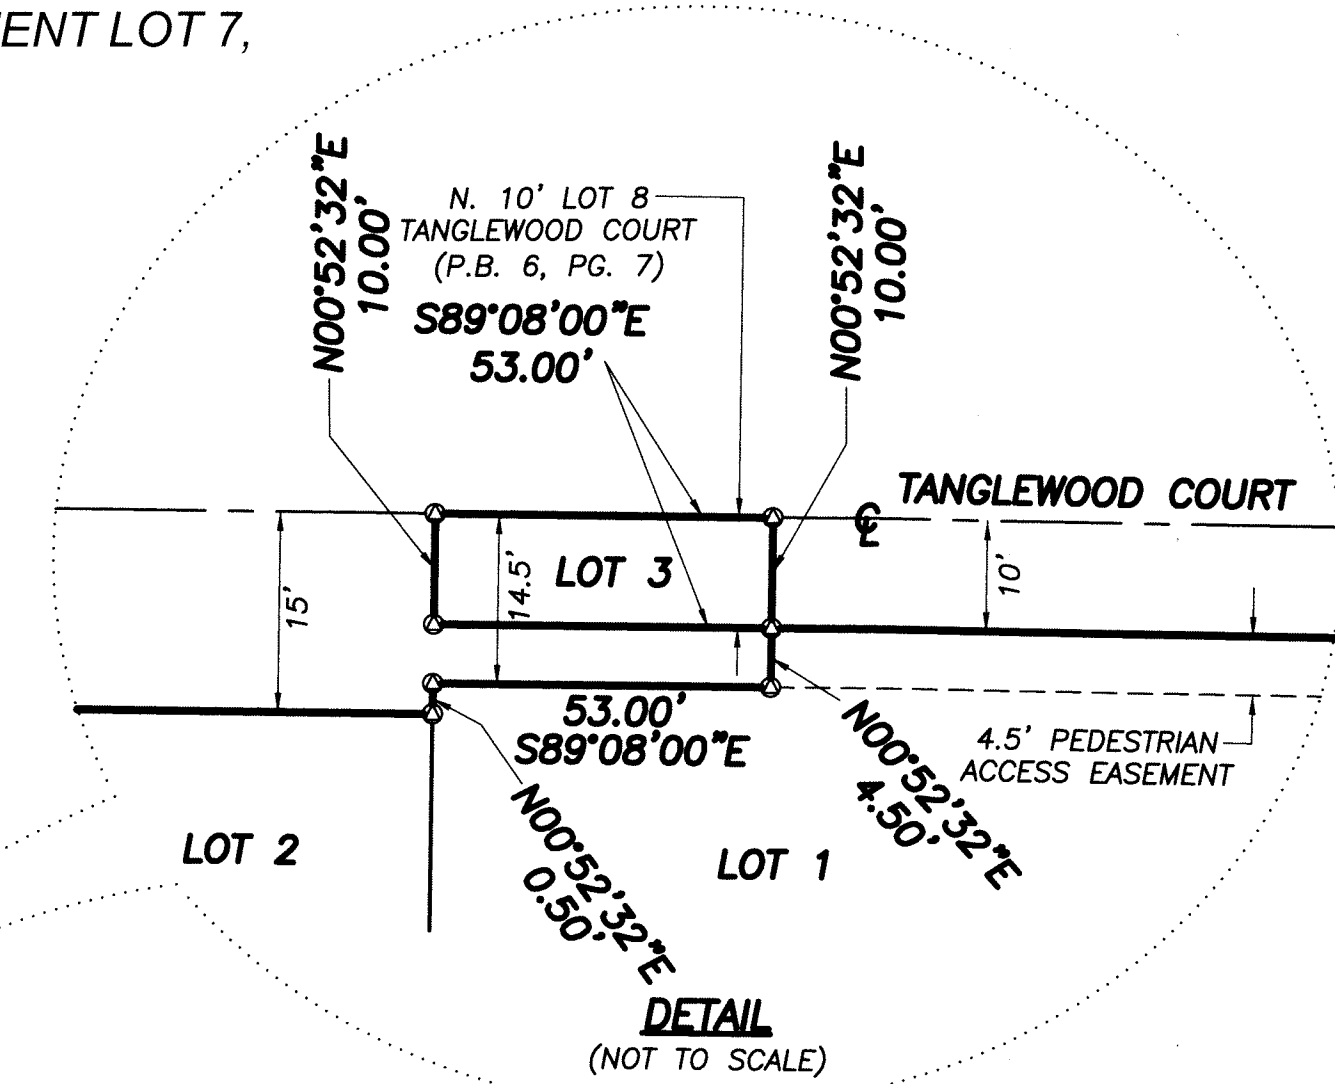 ENT LOT 7,
N00°52'32"E
10.00'
N. 10' LOT 8
TANGLEWOOD COURT
(P.B. 6, PG. 7)
S89°08'00"E
53.00'
N00°52'32"E
10.00'
TANGLEWOOD COURT
CL
LOT 3
15'
14.5'
10'
53.00'
S89°08'00"E
N00°52'32"E
4.50'
4.5' PEDESTRIAN
ACCESS EASEMENT
N00°52'32"E
0.50'
LOT 2
LOT 1
DETAIL
(NOT TO SCALE)